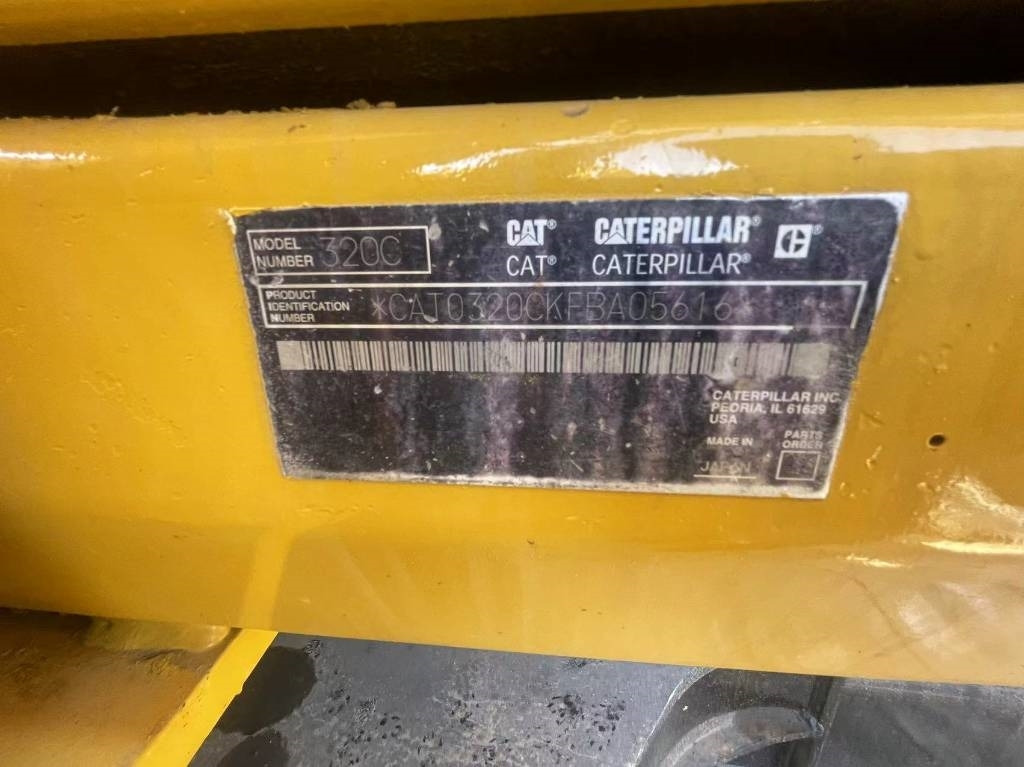 MODEL NUMBER 320C
CAT® CATERPILLAR® C®
CAT® CATERPILLAR®
PRODUCT
IDENTIFICATION
NUMBER
*CAT0320CKFBA05616
CATERPILLAR INC.
PEORIA, IL 61629
USA
MADE IN
JAPAN
PARTS
ORDER